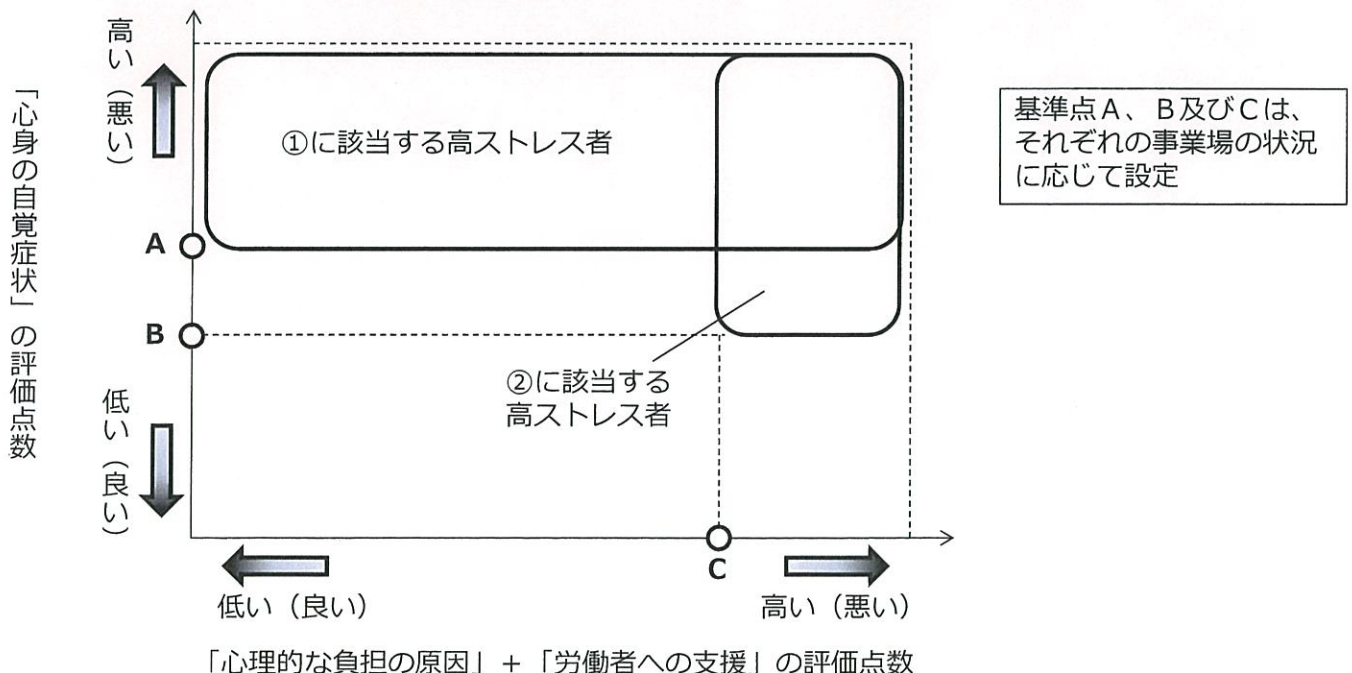 「心身の自覚症状」の評価点数
高い（悪い）
①に該当する高ストレス者
基準点Ａ、Ｂ及びＣは、
それぞれの事業場の状況
に応じて設定
A
B
②に該当する
高ストレス者
低い（良い）
C
低い（良い）
高い（悪い）
「心理的な負担の原因」＋「労働者への支援」の評価点数